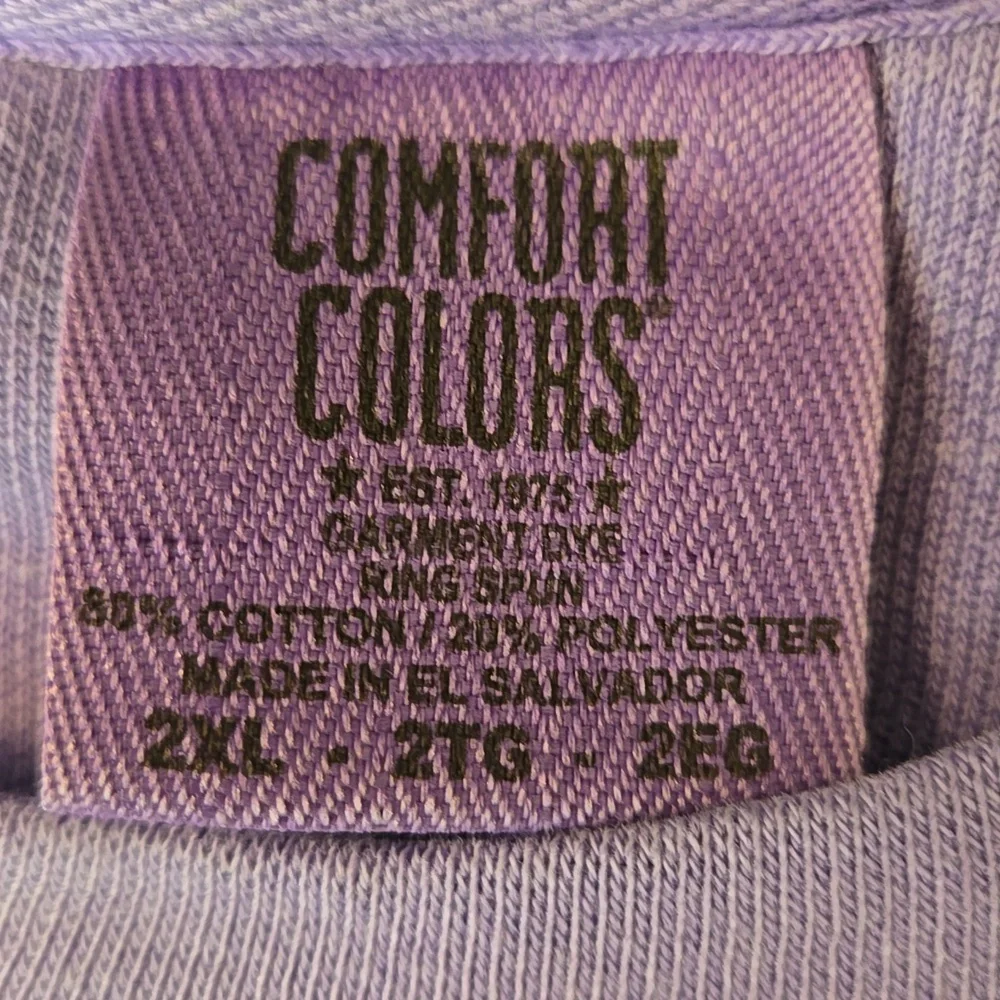 COMFORT
COLORS®
★ EST. 1975 ★
GARMENT DYE
RING SPUN
80% COTTON / 20% POLYESTER
MADE IN EL SALVADOR
2XL · 2TG · 2EG